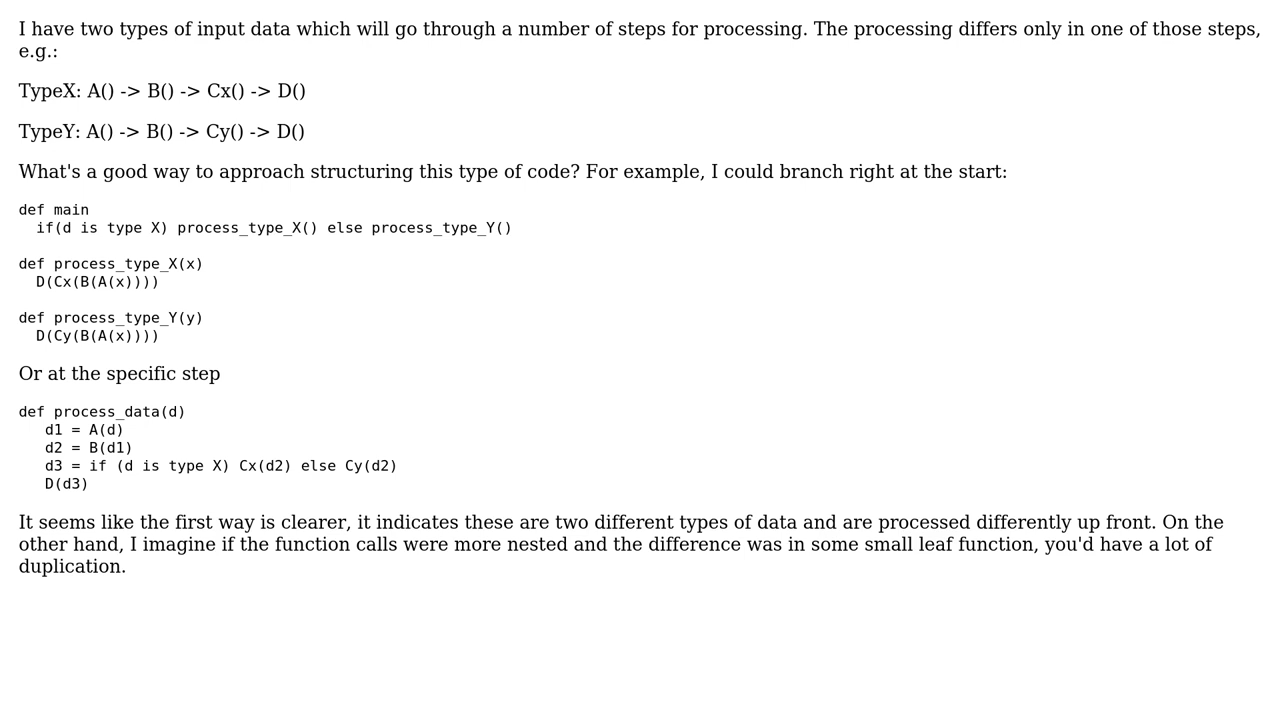 I have two types of input data which will go through a number of steps for processing. The processing differs only in one of those steps,
e.g.:
TypeX: A() -> B() -> Cx() -> D()
TypeY: A() -> B() -> Cy() -> D()
What's a good way to approach structuring this type of code? For example, I could branch right at the start:
def main
  if(d is type X) process_type_X() else process_type_Y()
def process_type_X(x)
  D(Cx(B(A(x))))
def process_type_Y(y)
  D(Cy(B(A(x))))
Or at the specific step
def process_data(d)
   d1 = A(d)
   d2 = B(d1)
   d3 = if (d is type X) Cx(d2) else Cy(d2)
   D(d3)
It seems like the first way is clearer, it indicates these are two different types of data and are processed differently up front. On the
other hand, I imagine if the function calls were more nested and the difference was in some small leaf function, you'd have a lot of
duplication.